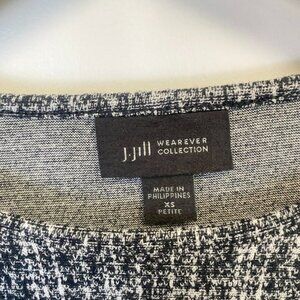 J.Jill WEAREVER
COLLECTION
MADE IN
PHILIPPINES
XS
PETITE